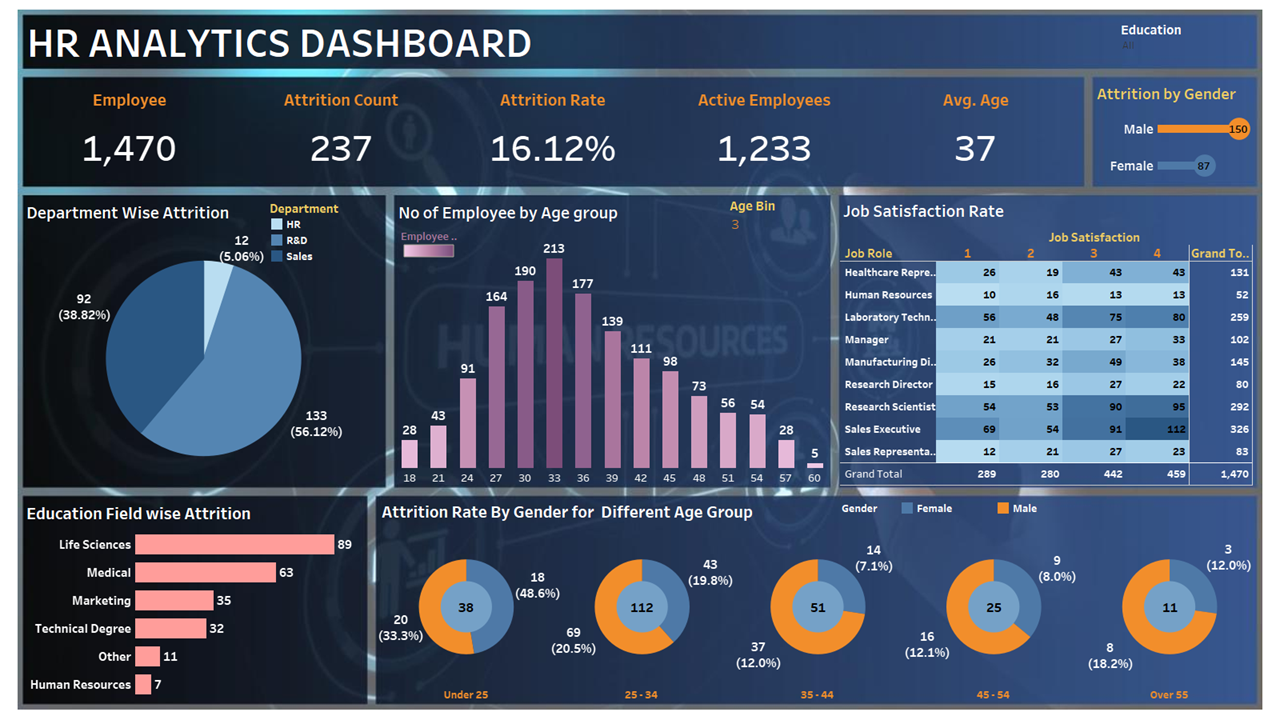 HR ANALYTICS DASHBOARD
Education
All
Employee
1,470
Attrition Count
237
Attrition Rate
16.12%
Active Employees
1,233
Avg. Age
37
Attrition by Gender
Male 150
Female 87
Department Wise Attrition
Department
HR
R&D
Sales
12
(5.06%)
92
(38.82%)
133
(56.12%)
No of Employee by Age group
Age Bin
3
Employee ..
28 43 91 164 190 213 177 139 111 98 73 56 54 28 5
18 21 24 27 30 33 36 39 42 45 48 51 54 57 60
HUMAN RESOURCES
Job Satisfaction Rate
Job Satisfaction
Job Role 1 2 3 4 Grand To..
Healthcare Repre.. 26 19 43 43 131
Human Resources 10 16 13 13 52
Laboratory Techn.. 56 48 75 80 259
Manager 21 21 27 33 102
Manufacturing Di.. 26 32 49 38 145
Research Director 15 16 27 22 80
Research Scientist 54 53 90 95 292
Sales Executive 69 54 91 112 326
Sales Representa.. 12 21 27 23 83
Grand Total 289 280 442 459 1,470
Education Field wise Attrition
Life Sciences 89
Medical 63
Marketing 35
Technical Degree 32
Other 11
Human Resources 7
Attrition Rate By Gender for Different Age Group
Gender Female Male
18
(48.6%)
38
20
(33.3%)
Under 25
43
(19.8%)
112
69
(20.5%)
25 - 34
14
(7.1%)
51
37
(12.0%)
35 - 44
9
(8.0%)
25
16
(12.1%)
45 - 54
3
(12.0%)
11
8
(18.2%)
Over 55